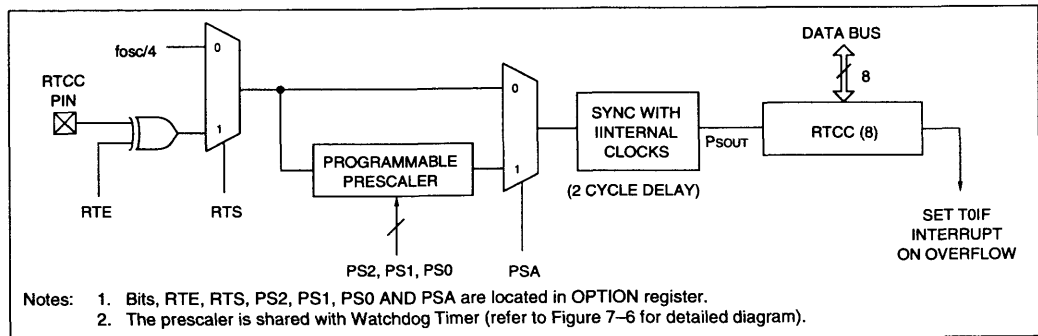 fosc/4
0
DATA BUS
8
RTCC
PIN
1
0
SYNC WITH
IINTERNAL
CLOCKS
PSOUT
RTCC (8)
PROGRAMMABLE
PRESCALER
1
(2 CYCLE DELAY)
RTE
RTS
SET T0IF
INTERRUPT
ON OVERFLOW
PS2, PS1, PS0
PSA
Notes: 1. Bits, RTE, RTS, PS2, PS1, PS0 AND PSA are located in OPTION register.
2. The prescaler is shared with Watchdog Timer (refer to Figure 7–6 for detailed diagram).